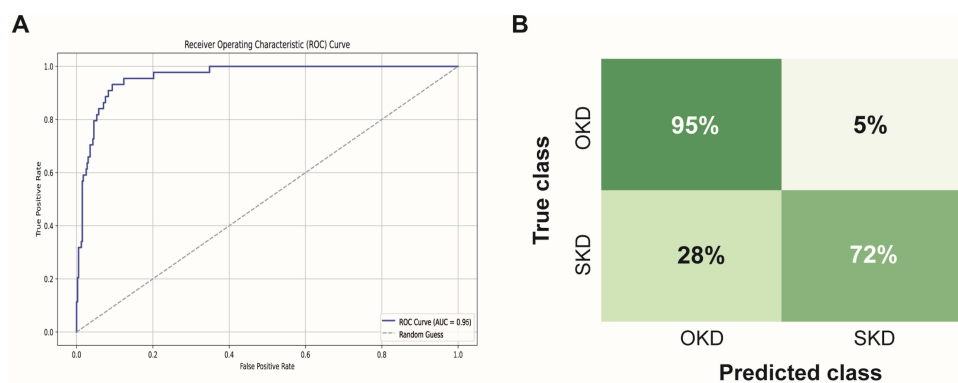 A
Receiver Operating Characteristic (ROC) Curve
1.0
0.8
0.6
0.4
0.2
0.0
True Positive Rate
0.0 0.2 0.4 0.6 0.8 1.0
False Positive Rate
ROC Curve (AUC = 0.96)
Random Guess
B
True class
OKD
95% 5%
SKD
28% 72%
OKD SKD
Predicted class